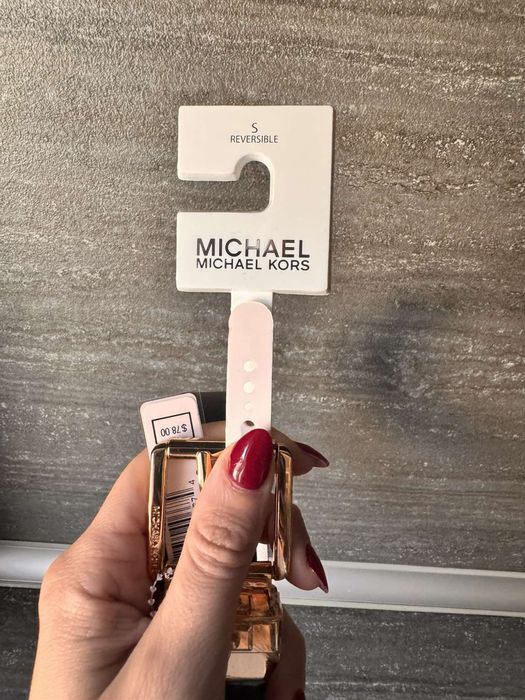 S
REVERSIBLE
MICHAEL
MICHAEL KORS
$78.00